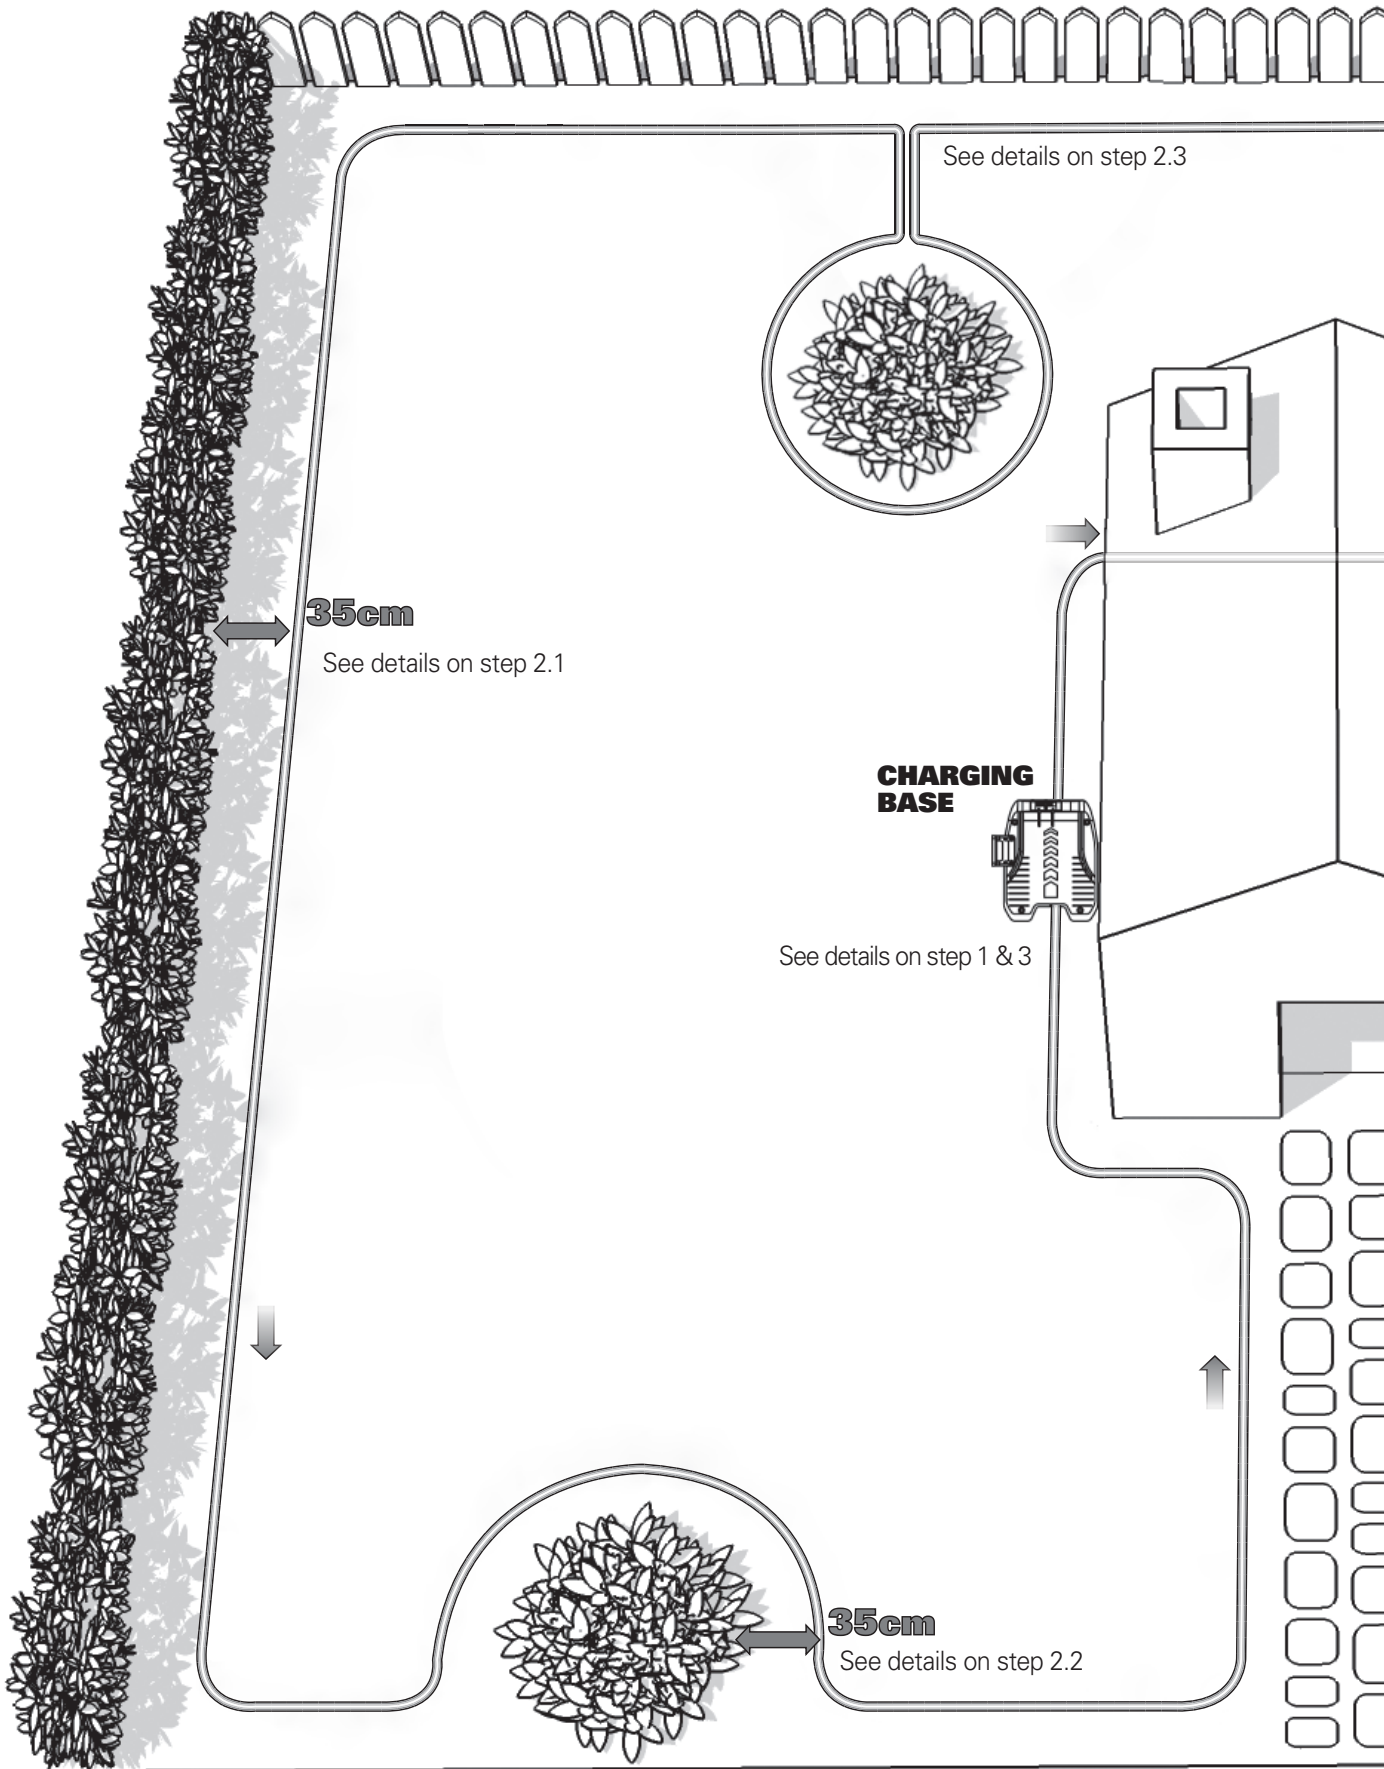 See details on step 2.3
35cm
See details on step 2.1
CHARGING
BASE
See details on step 1 & 3
35cm
See details on step 2.2